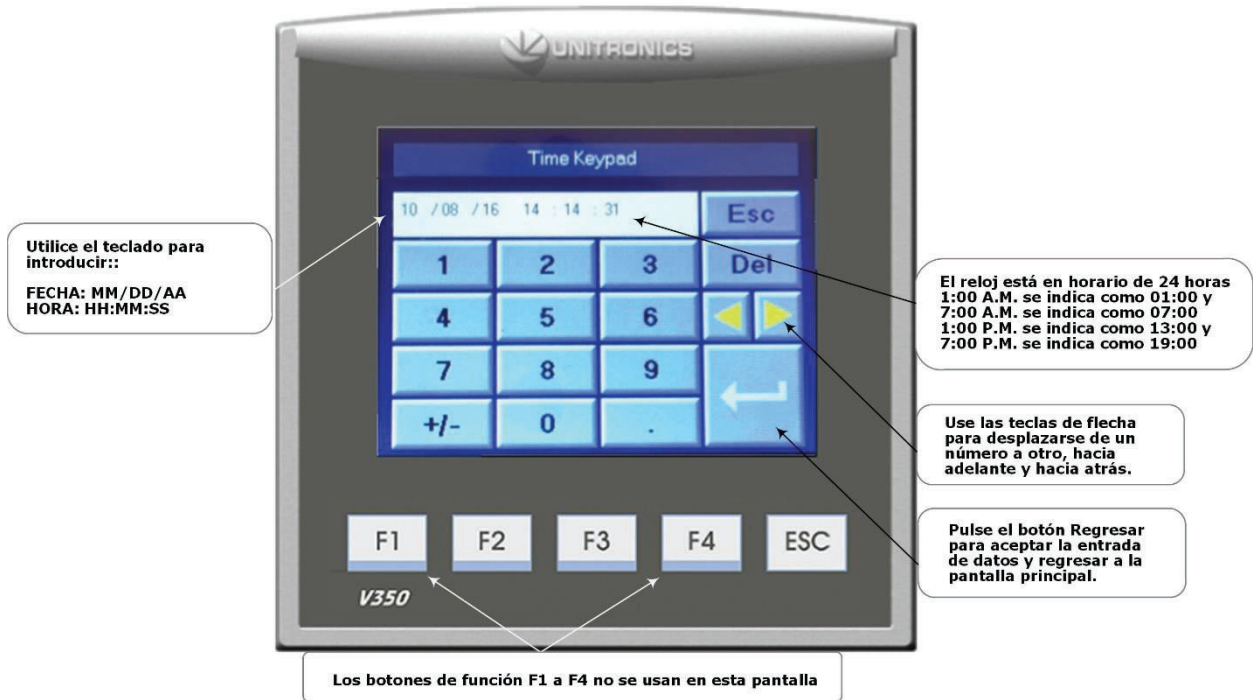 UNITRONICS
Time Keypad
10 / 08 / 16 14 : 14 : 31
Esc
1 2 3 Del
4 5 6
7 8 9
+/- 0 .
F1 F2 F3 F4 ESC
V350
Utilice el teclado para
introducir::
FECHA: MM/DD/AA
HORA: HH:MM:SS
El reloj está en horario de 24 horas
1:00 A.M. se indica como 01:00 y
7:00 A.M. se indica como 07:00
1:00 P.M. se indica como 13:00 y
7:00 P.M. se indica como 19:00
Use las teclas de flecha
para desplazarse de un
número a otro, hacia
adelante y hacia atrás.
Pulse el botón Regresar
para aceptar la entrada
de datos y regresar a la
pantalla principal.
Los botones de función F1 a F4 no se usan en esta pantalla